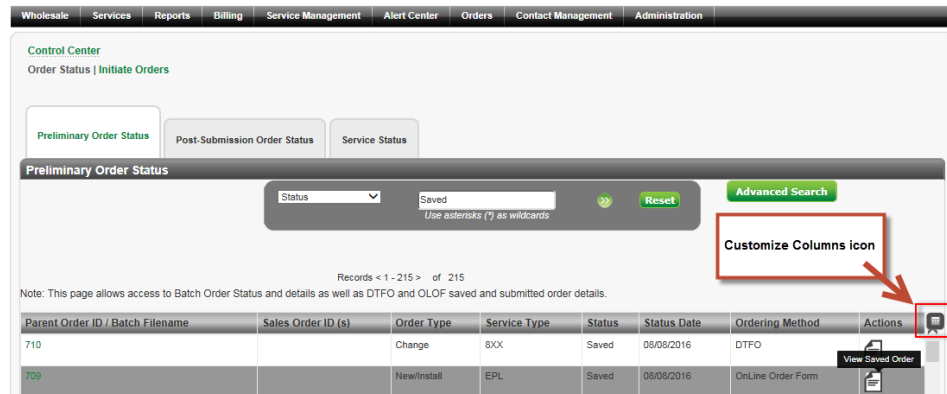 Wholesale Services Reports Billing Service Management Alert Center Orders Contact Management Administration
Control Center
Order Status | Initiate Orders
Preliminary Order Status Post-Submission Order Status Service Status
Preliminary Order Status
Status Saved Reset Advanced Search
Use asterisks (*) as wildcards
Customize Columns icon
Records < 1 - 215 > of 215
Note: This page allows access to Batch Order Status and details as well as DTFO and OLOF saved and submitted order details.
Parent Order ID / Batch Filename Sales Order ID (s) Order Type Service Type Status Status Date Ordering Method Actions
710 Change 8XX Saved 08/08/2016 DTFO
View Saved Order
709 New/Install EPL Saved 08/08/2016 OnLine Order Form